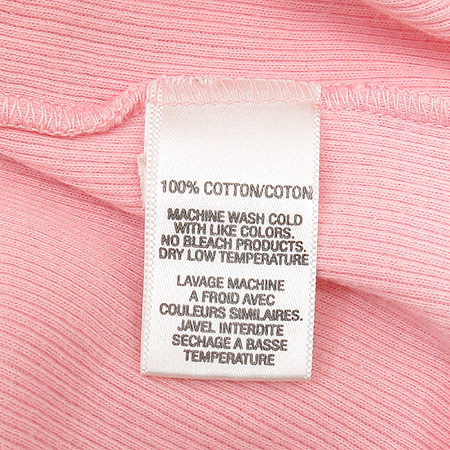 100% COTTON/COTON
MACHINE WASH COLD
WITH LIKE COLORS.
NO BLEACH PRODUCTS.
DRY LOW TEMPERATURE
LAVAGE MACHINE
A FROID AVEC
COULEURS SIMILAIRES.
JAVEL INTERDITE
SECHAGE A BASSE
TEMPERATURE